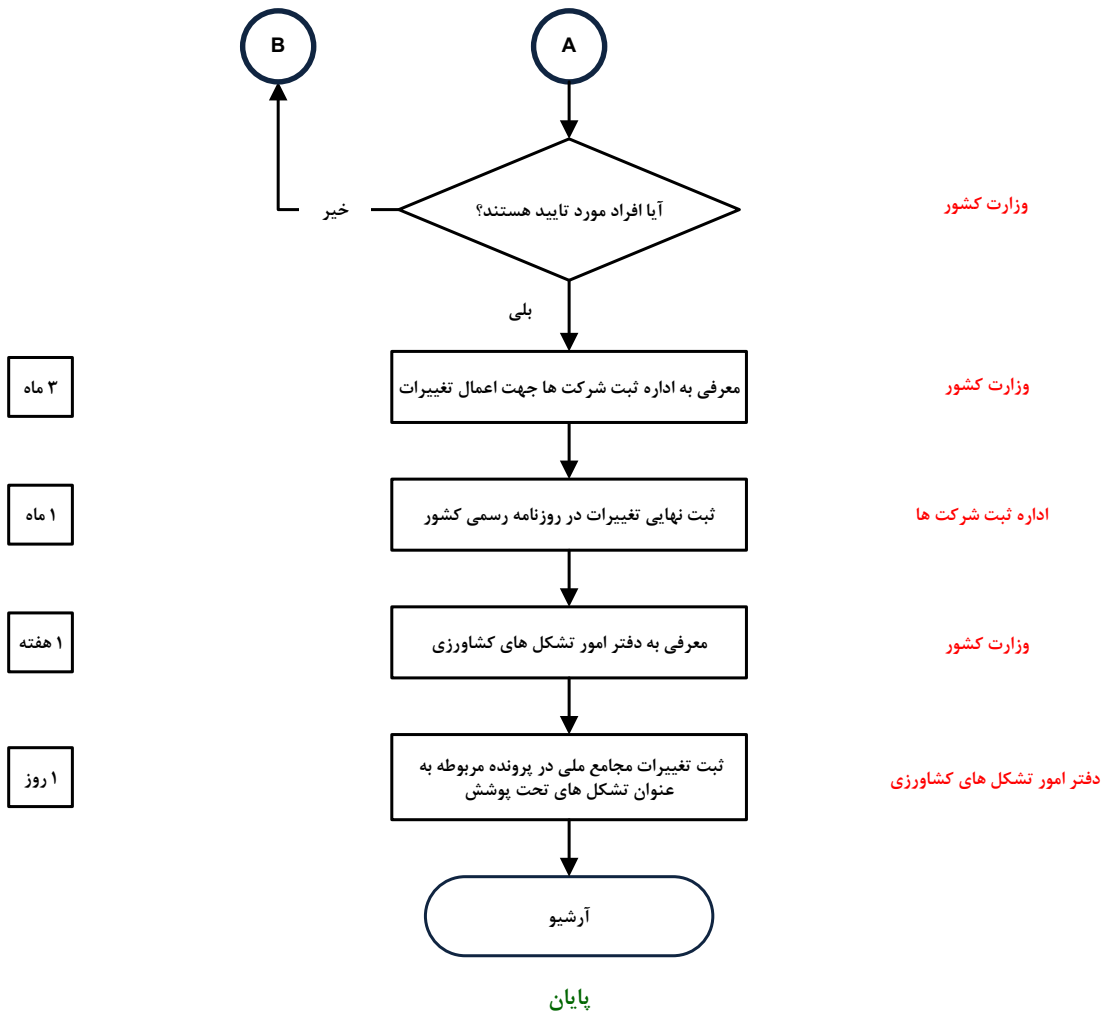 B
A
آیا افراد مورد تایید هستند؟
خیر
وزارت کشور
بلی
معرفی به اداره ثبت شرکت ها جهت اعمال تغییرات
وزارت کشور
۳ ماه
ثبت نهایی تغییرات در روزنامه رسمی کشور
اداره ثبت شرکت ها
۱ ماه
معرفی به دفتر امور تشکل های کشاورزی
وزارت کشور
۱ هفته
ثبت تغییرات مجامع ملی در پرونده مربوطه به
عنوان تشکل های تحت پوشش
دفتر امور تشکل های کشاورزی
۱ روز
آرشیو
پایان